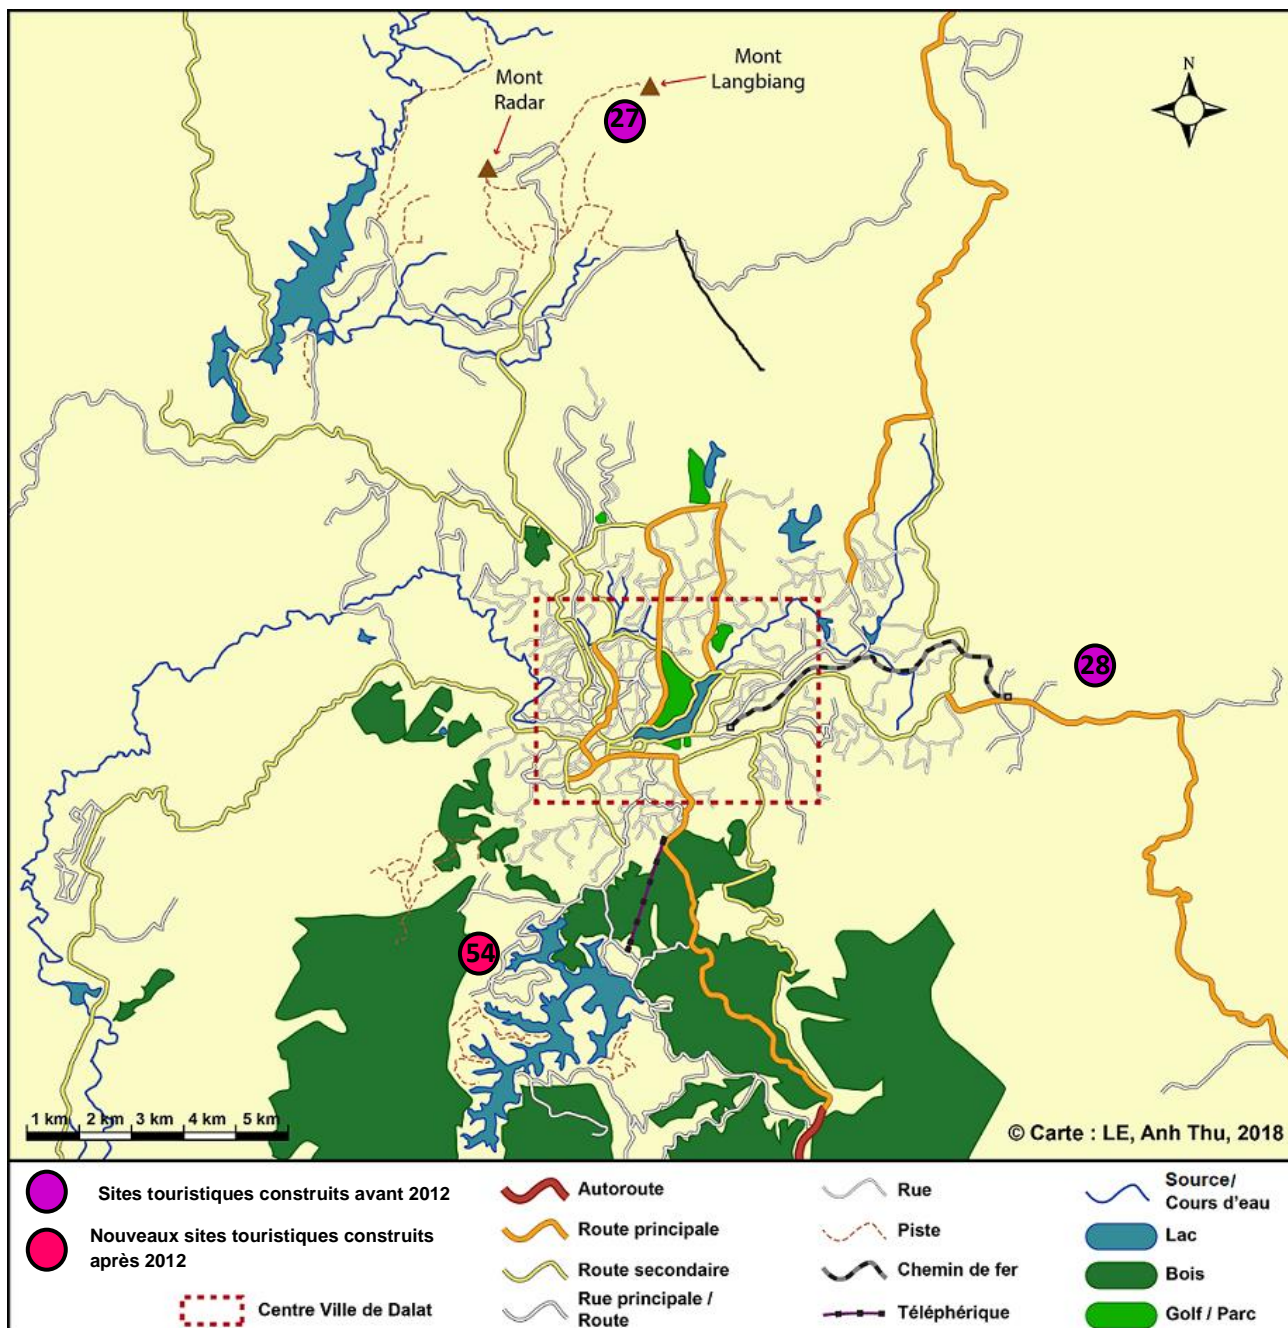 N
Mont
Langbiang
Mont
Radar
27
28
54
1 km 2 km 3 km 4 km 5 km
© Carte : LE, Anh Thu, 2018
Sites touristiques construits avant 2012
Nouveaux sites touristiques construits
après 2012
Centre Ville de Dalat
Autoroute
Route principale
Route secondaire
Rue principale /
Route
Rue
Piste
Chemin de fer
Téléphérique
Source/
Cours d'eau
Lac
Bois
Golf / Parc